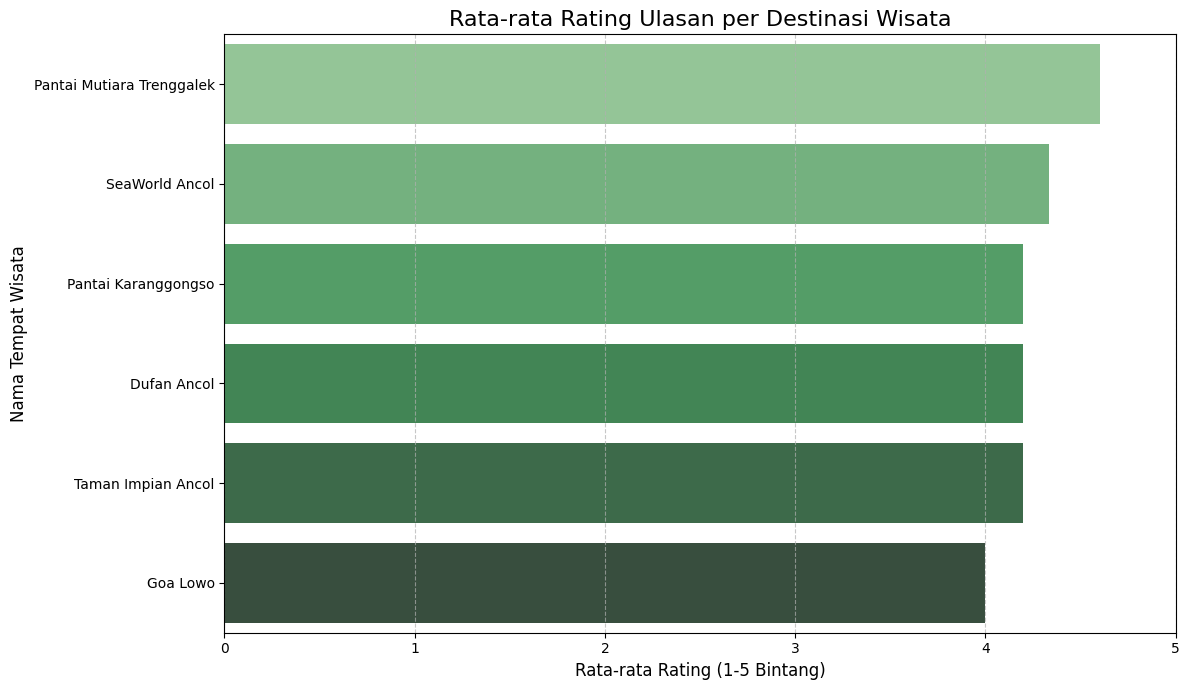 Rata-rata Rating Ulasan per Destinasi Wisata
Nama Tempat Wisata
Pantai Mutiara Trenggalek
SeaWorld Ancol
Pantai Karanggongso
Dufan Ancol
Taman Impian Ancol
Goa Lowo
0 1 2 3 4 5
Rata-rata Rating (1-5 Bintang)